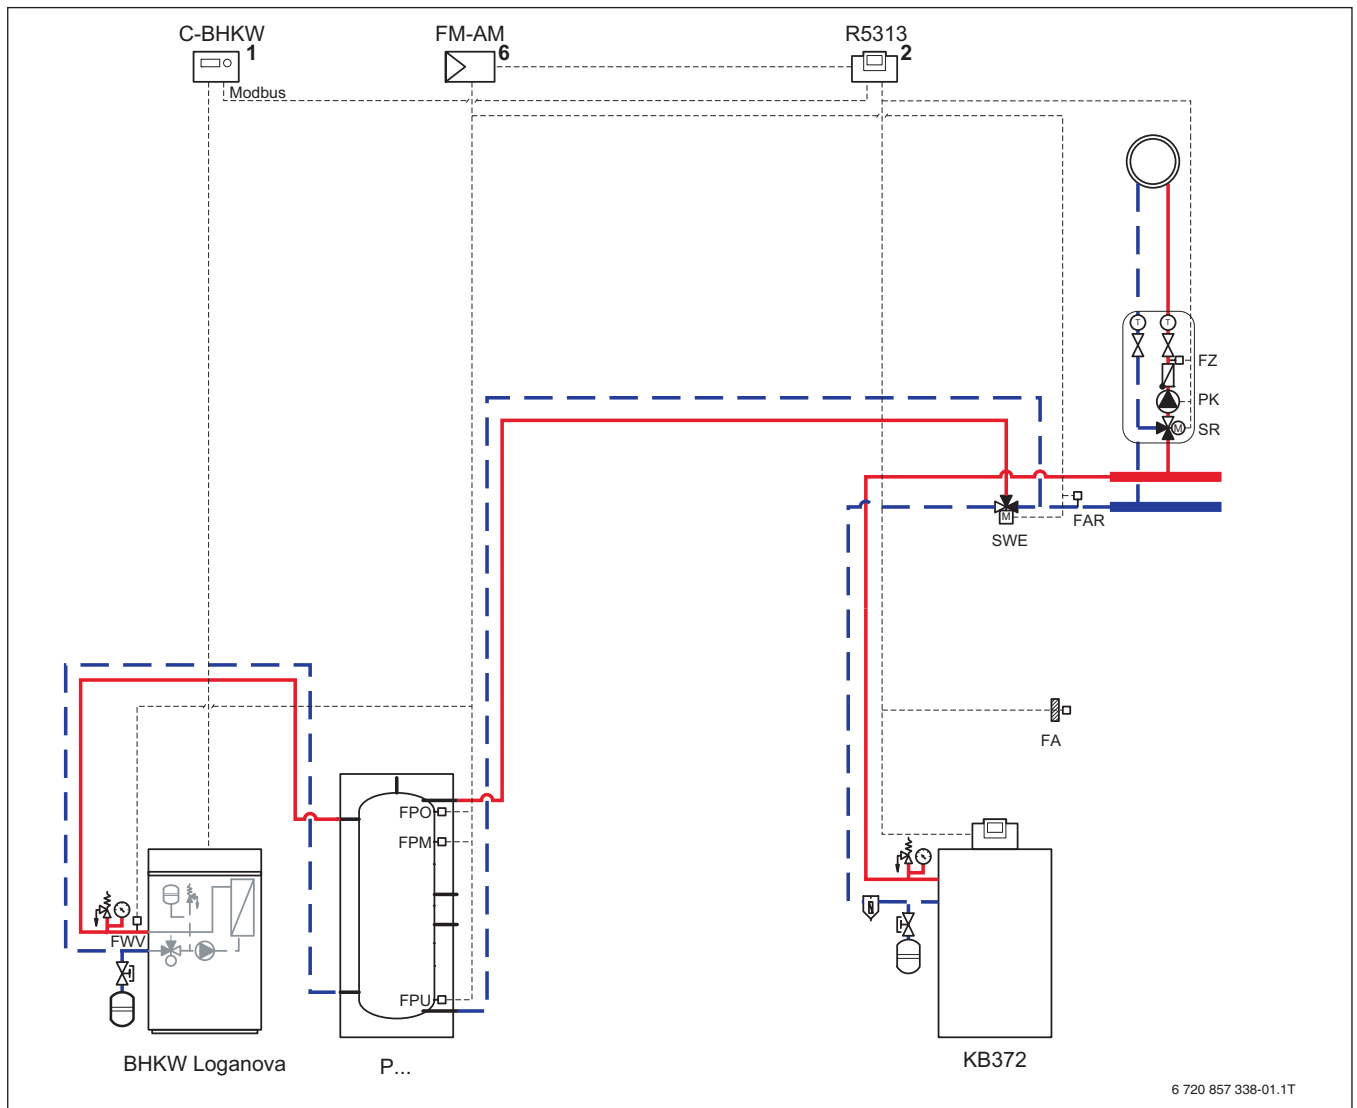 C-BHKW
1
FM-AM
6
R5313
2
Modbus
T
T
FZ
PK
M
SR
M
SWE
FAR
FA
FPO
FPM
FWV
FPU
BHKW Loganova
P...
KB372
6 720 857 338-01.1T